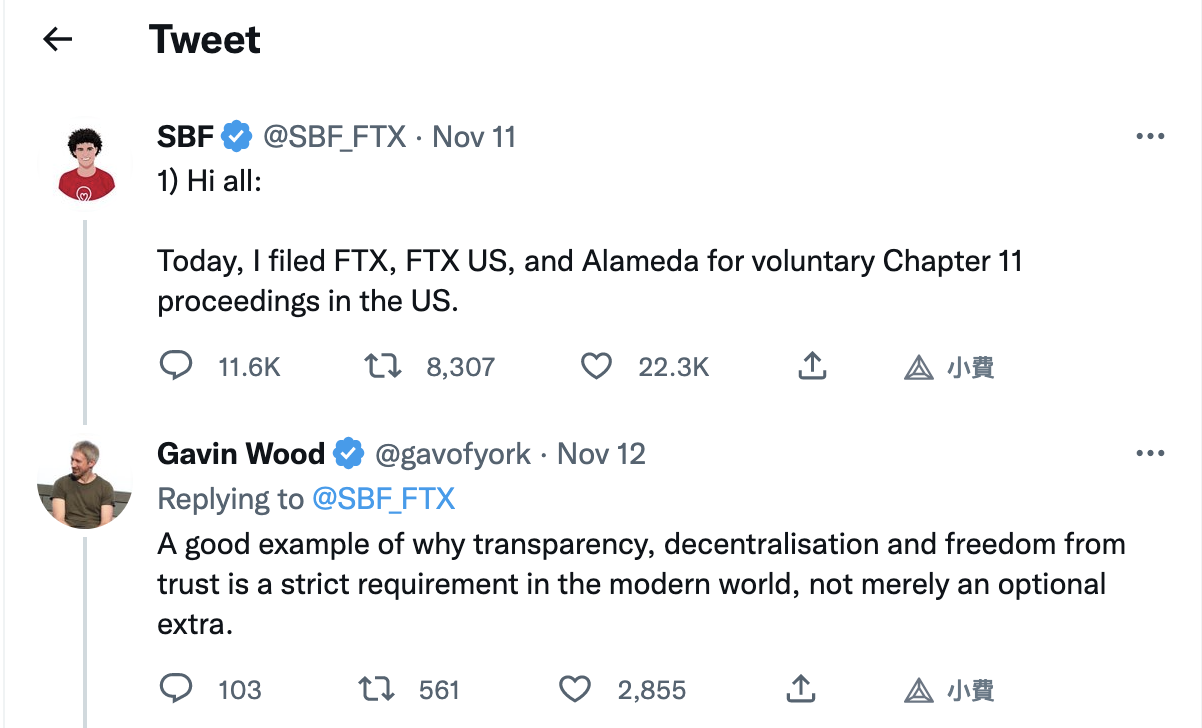 Tweet
SBF @SBF_FTX · Nov 11
1) Hi all:
Today, I filed FTX, FTX US, and Alameda for voluntary Chapter 11
proceedings in the US.
11.6K 8,307 22.3K 小費
Gavin Wood @gavofyork · Nov 12
Replying to @SBF_FTX
A good example of why transparency, decentralisation and freedom from
trust is a strict requirement in the modern world, not merely an optional
extra.
103 561 2,855 小費